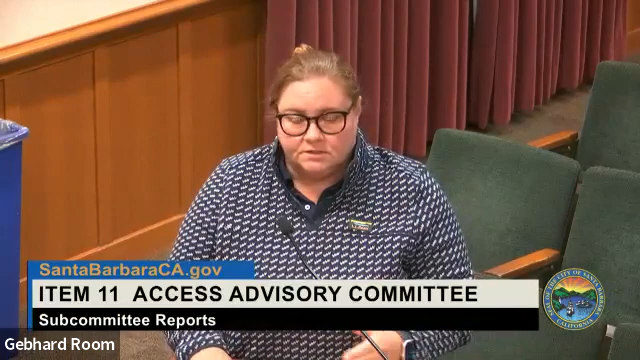 SantaBarbaraCA.gov
ITEM 11 ACCESS ADVISORY COMMITTEE
Subcommittee Reports
Gebhard Room